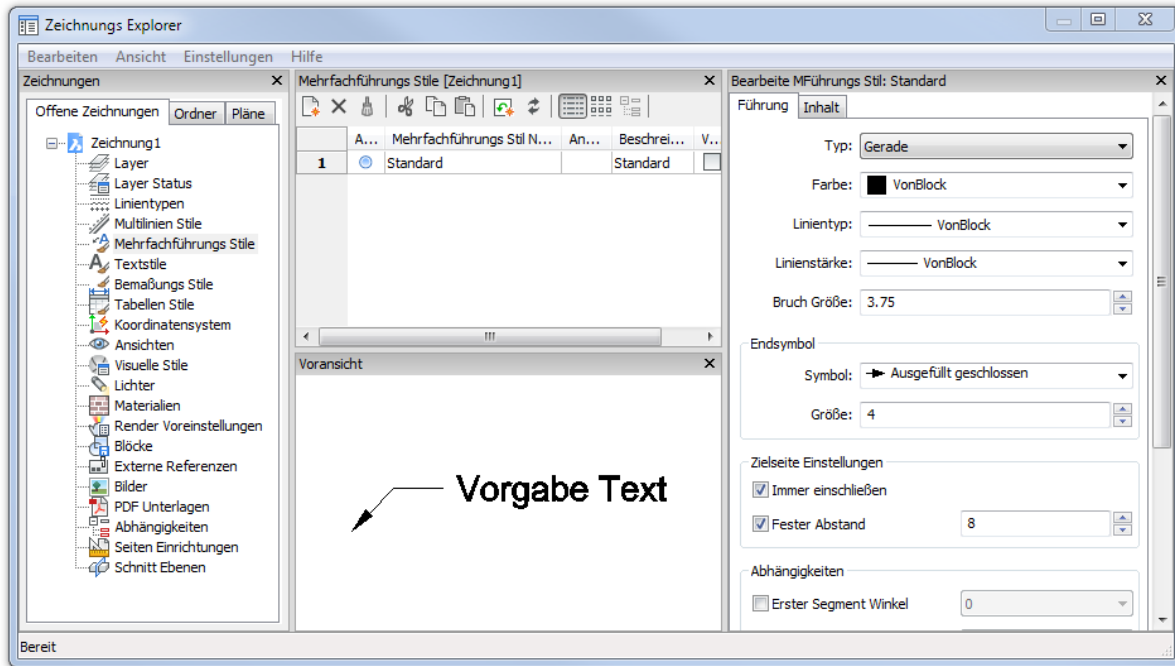 Zeichnungs Explorer
Bearbeiten Ansicht Einstellungen Hilfe
Zeichnungen
Offene Zeichnungen Ordner Pläne
Zeichnung1
Layer
Layer Status
Linientypen
Multilinien Stile
Mehrfachführungs Stile
Textstile
Bemaßungs Stile
Tabellen Stile
Koordinatensystem
Ansichten
Visuelle Stile
Lichter
Materialien
Render Voreinstellungen
Blöcke
Externe Referenzen
Bilder
PDF Unterlagen
Abhängigkeiten
Seiten Einrichtungen
Schnitt Ebenen
Mehrfachführungs Stile [Zeichnung1]
A... Mehrfachführungs Stil N... An... Beschrei... V...
1 Standard Standard
Voransicht
Vorgabe Text
Bearbeite MFührungs Stil: Standard
Führung Inhalt
Typ: Gerade
Farbe: VonBlock
Linientyp: VonBlock
Linienstärke: VonBlock
Bruch Größe: 3.75
Endsymbol
Symbol: Ausgefüllt geschlossen
Größe: 4
Zielseite Einstellungen
Immer einschließen
Fester Abstand 8
Abhängigkeiten
Erster Segment Winkel 0
Bereit